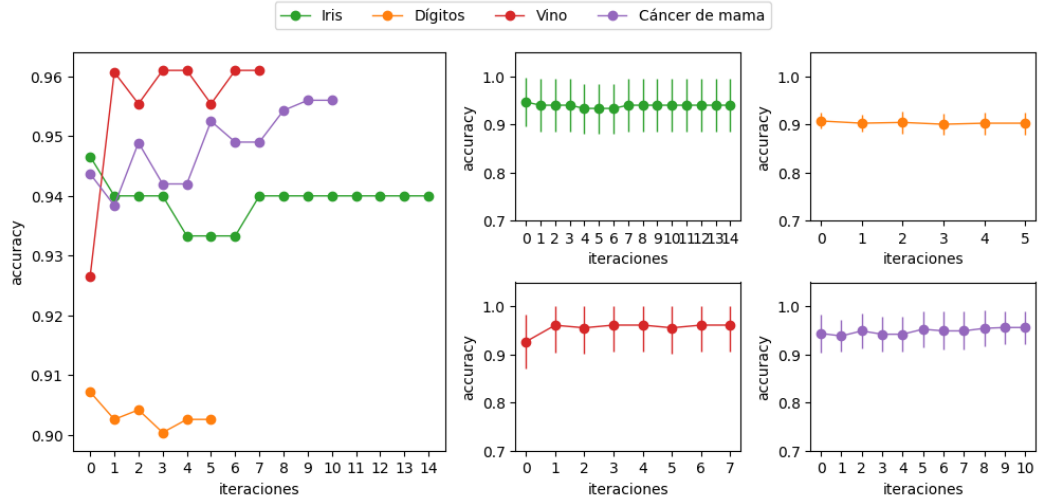 Iris Dígitos Vino Cáncer de mama
0.96
0.95
0.94
0.93
0.92
0.91
0.90
accuracy
0 1 2 3 4 5 6 7 8 9 10 11 12 13 14
iteraciones
1.0
0.9
0.8
0.7
accuracy
0 1 2 3 4 5 6 7 8 9 10 11 12 13 14
iteraciones
1.0
0.9
0.8
0.7
accuracy
0 1 2 3 4 5
iteraciones
1.0
0.9
0.8
0.7
accuracy
0 1 2 3 4 5 6 7
iteraciones
1.0
0.9
0.8
0.7
accuracy
0 1 2 3 4 5 6 7 8 9 10
iteraciones